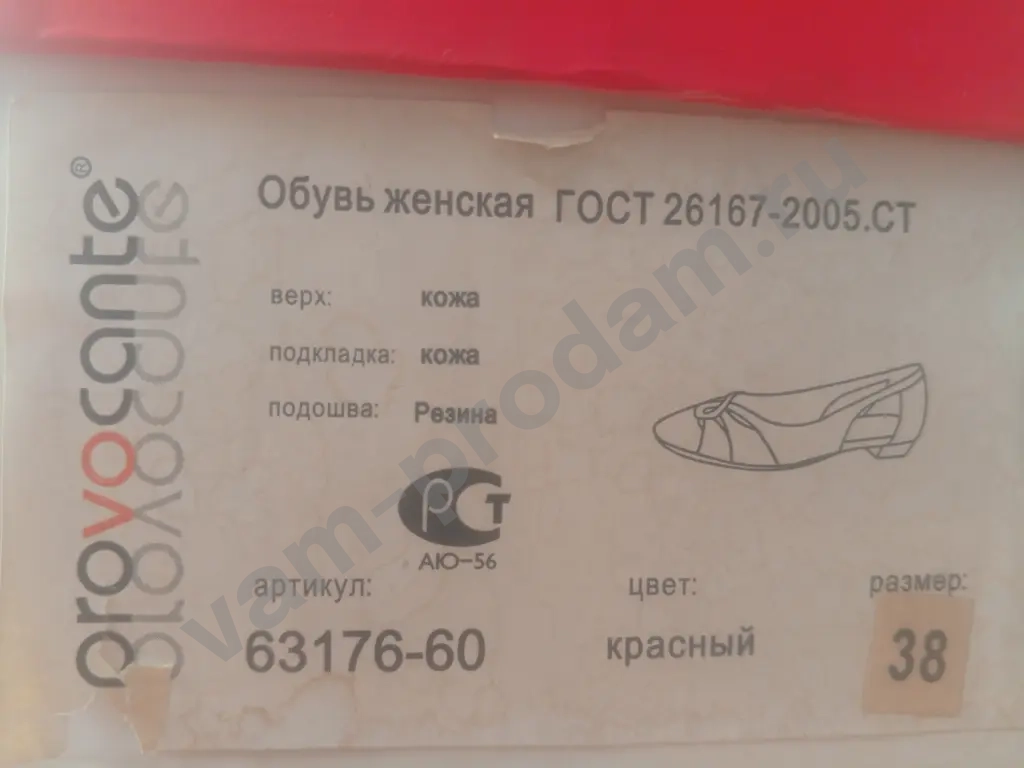 provocante®
Обувь женская ГОСТ 26167-2005.СТ
верх: кожа
подкладка: кожа
подошва: Резина
РСТ
АЮ-56
артикул: цвет: размер:
63176-60 красный 38
vam-prodam.ru